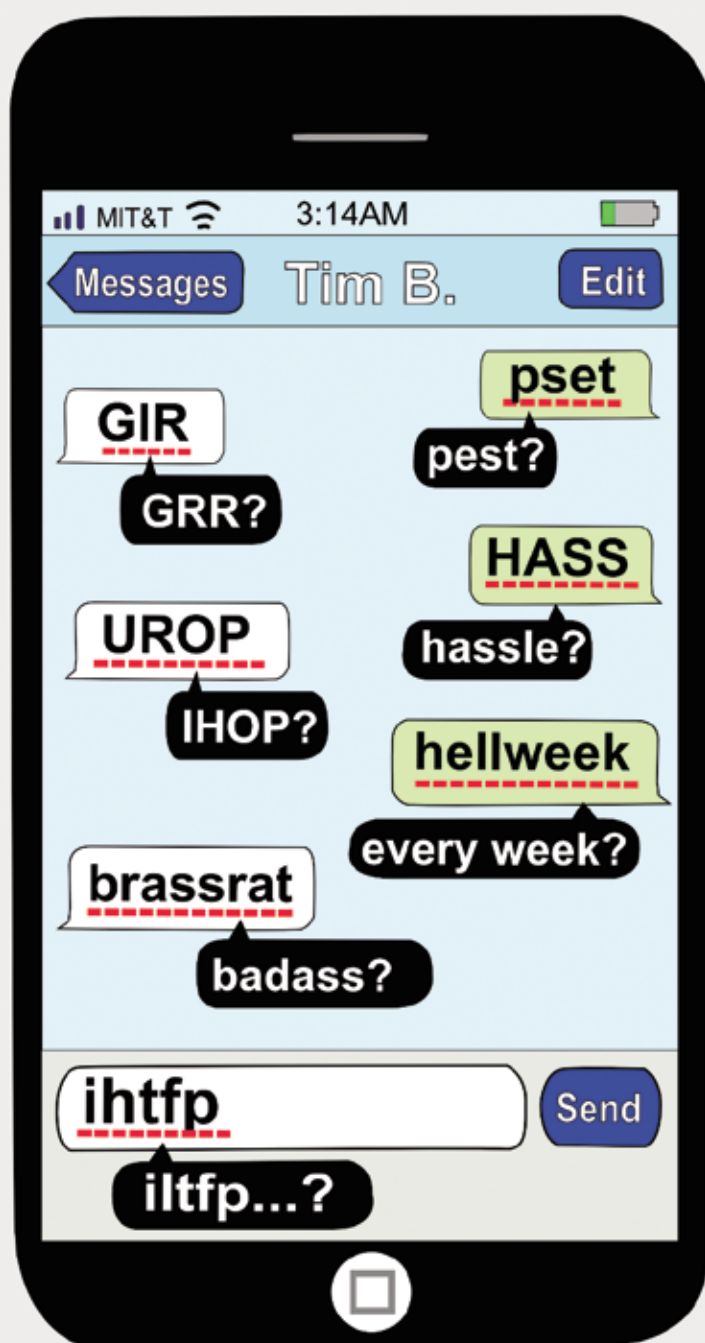 MIT&T 3:14AM
Messages Tim B. Edit
pset
pest?
GIR
GRR?
HASS
hassle?
UROP
IHOP?
hellweek
every week?
brassrat
badass?
ihtfp Send
iltfp...?